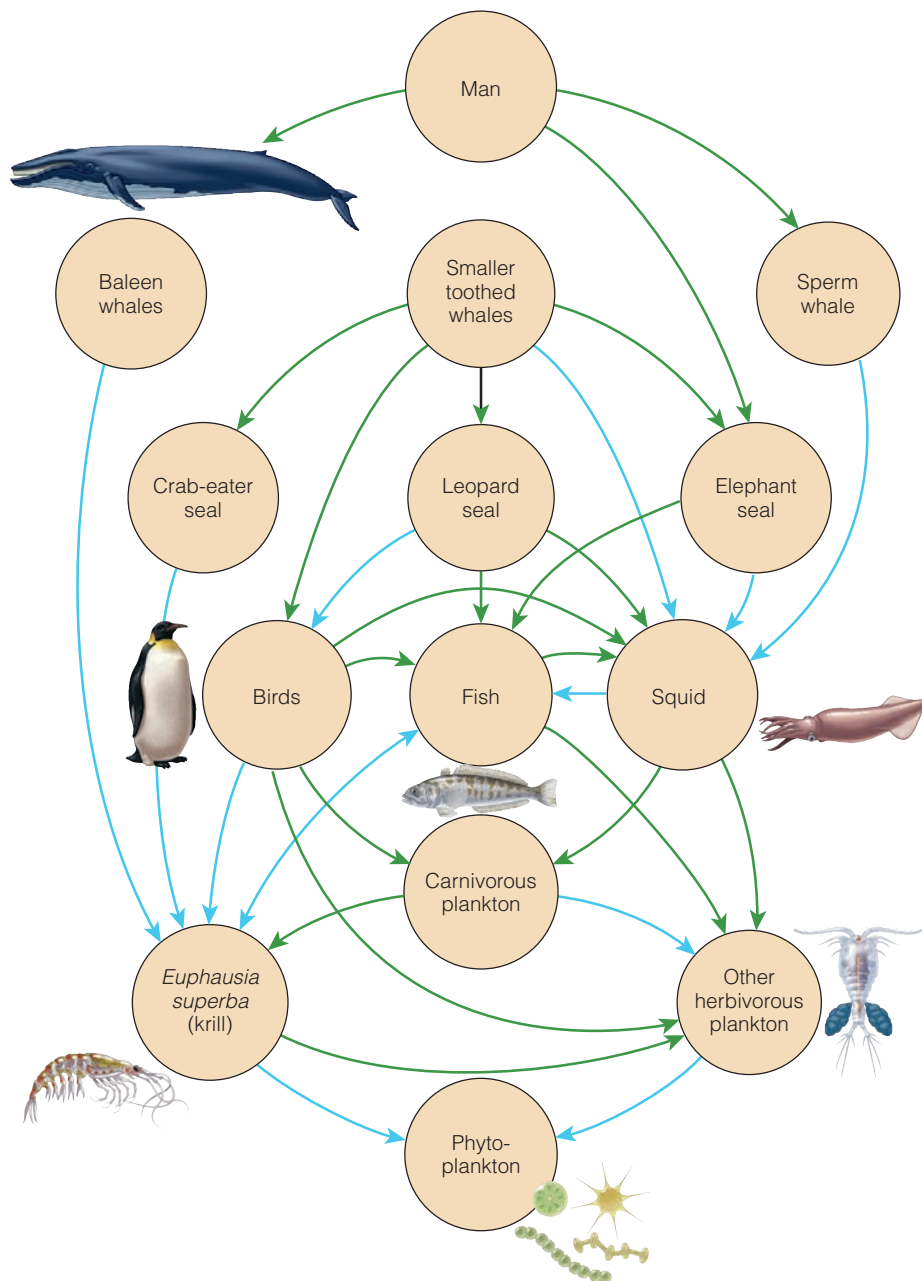 Man
Baleen
whales
Smaller
toothed
whales
Sperm
whale
Crab-eater
seal
Leopard
seal
Elephant
seal
Birds
Fish
Squid
Carnivorous
plankton
Euphausia
superba
(krill)
Other
herbivorous
plankton
Phyto-
plankton